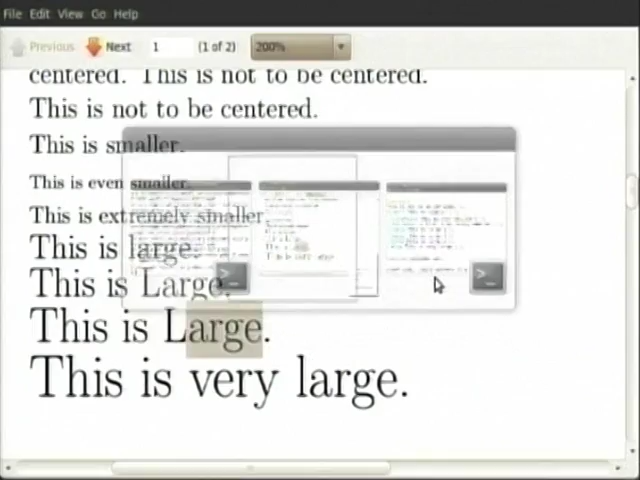 File Edit View Go Help
Previous Next 1 (1 of 2) 200%
centered. This is not to be centered.
This is not to be centered.
This is smaller.
This is even smaller.
This is extremely smaller.
This is large.
This is Large.
This is Large.
This is very large.